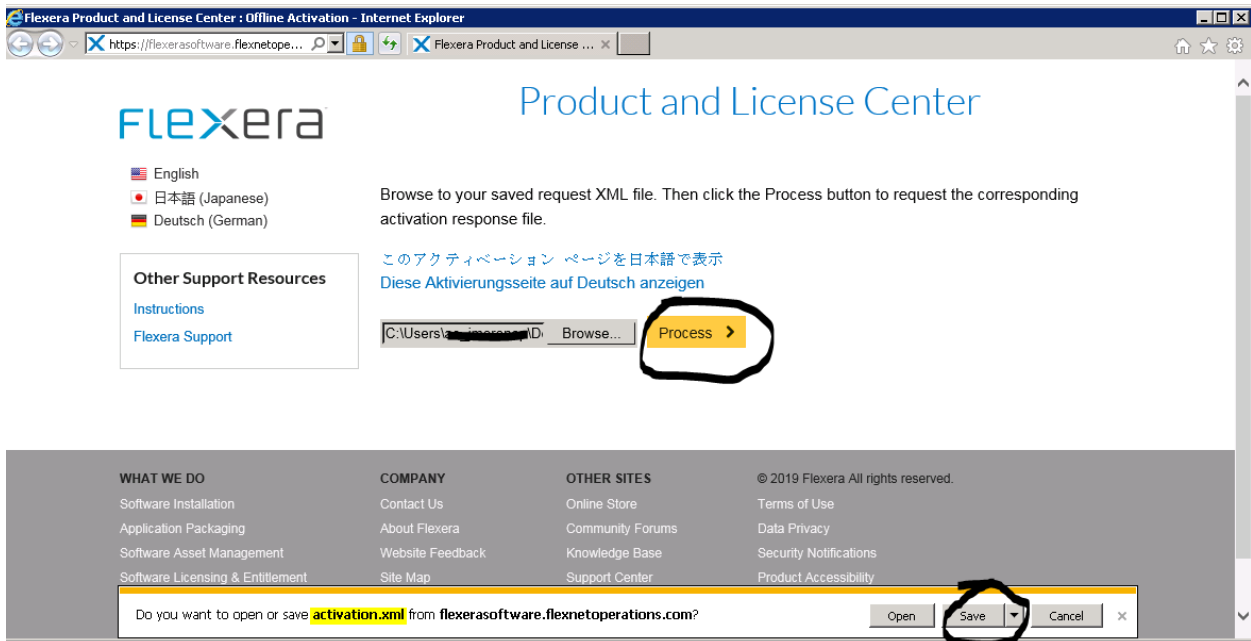 Flexera Product and License Center : Offline Activation - Internet Explorer
https://flexerasoftware.flexnetope...
Flexera Product and License ...
Product and License Center
FLEXera
English
日本語 (Japanese)
Deutsch (German)
Browse to your saved request XML file. Then click the Process button to request the corresponding
activation response file.
このアクティベーション ページを日本語で表示
Diese Aktivierungsseite auf Deutsch anzeigen
Other Support Resources
Instructions
Flexera Support
C:\Users\ \D
Browse...
Process
WHAT WE DO
Software Installation
Application Packaging
Software Asset Management
Software Licensing & Entitlement
COMPANY
Contact Us
About Flexera
Website Feedback
Site Map
OTHER SITES
Online Store
Community Forums
Knowledge Base
Support Center
© 2019 Flexera All rights reserved.
Terms of Use
Data Privacy
Security Notifications
Product Accessibility
Do you want to open or save activation.xml from flexerasoftware.flexnetoperations.com?
Open
Save
Cancel